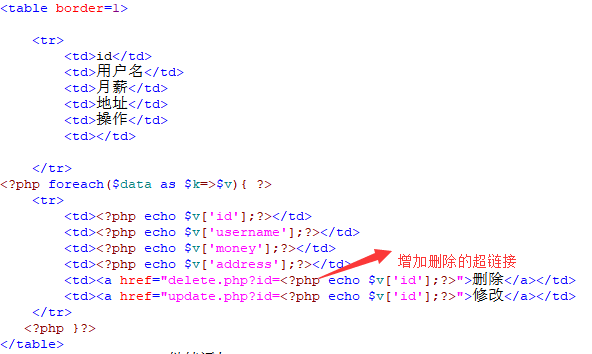 <table border=1>
<tr>
<td>id</td>
<td>用户名</td>
<td>月薪</td>
<td>地址</td>
<td>操作</td>
<td></td>
</tr>
<?php foreach($data as $k=>$v){ ?>
<tr>
<td><?php echo $v['id'];?></td>
<td><?php echo $v['username'];?></td>
<td><?php echo $v['money'];?></td>
<td><?php echo $v['address'];?></td>
增加删除的超链接
<td><a href="delete.php?id=<?php echo $v['id'];?>">删除</a></td>
<td><a href="update.php?id=<?php echo $v['id'];?>">修改</a></td>
</tr>
<?php }?>
</table>